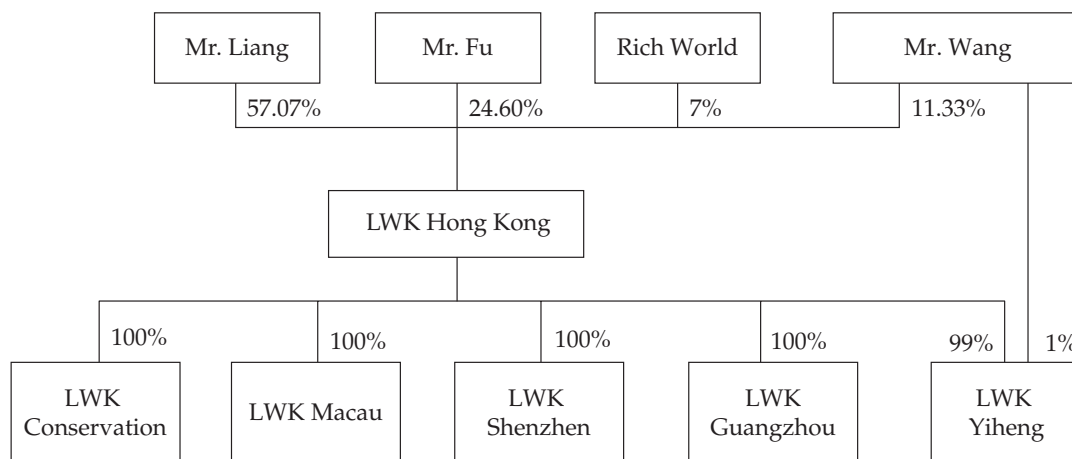 Mr. Liang
Mr. Fu
Rich World
Mr. Wang
57.07%
24.60%
7%
11.33%
LWK Hong Kong
100%
100%
100%
100%
99%
1%
LWK
Conservation
LWK Macau
LWK
Shenzhen
LWK
Guangzhou
LWK
Yiheng